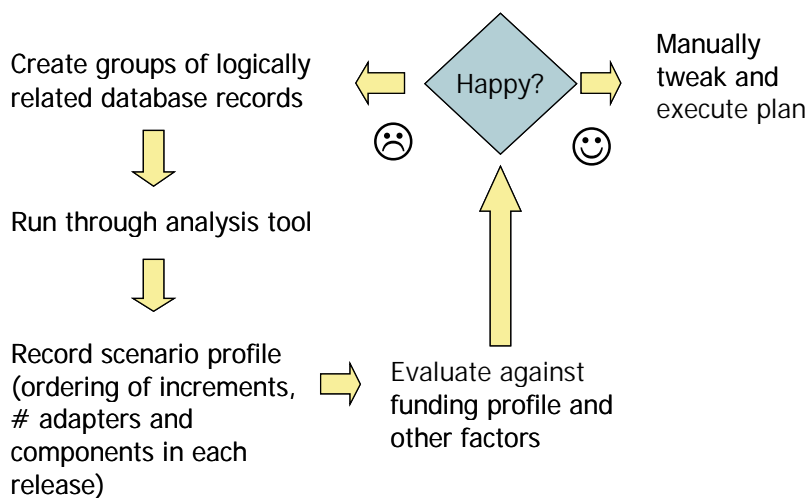 Create groups of logically
related database records
Run through analysis tool
Record scenario profile
(ordering of increments,
# adapters and
components in each
release)
Evaluate against
funding profile and
other factors
Happy?
Manually
tweak and
execute plan